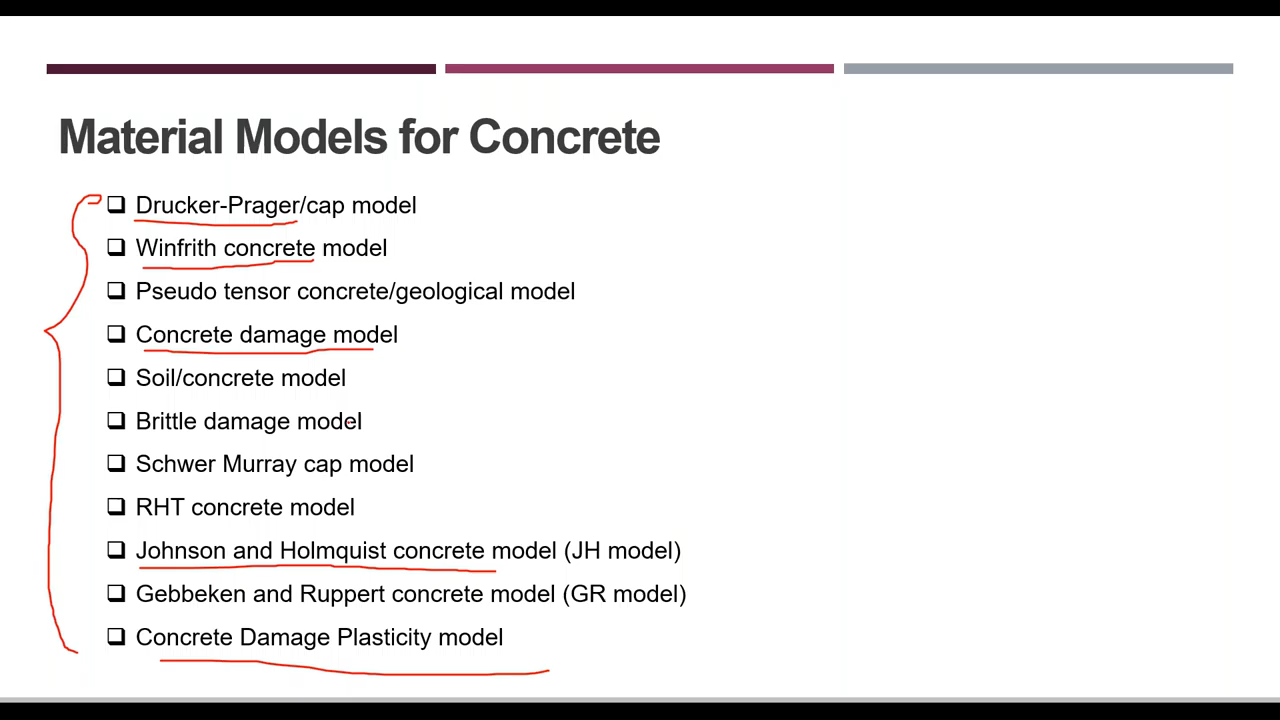 Material Models for Concrete
Drucker-Prager/cap model
Winfrith concrete model
Pseudo tensor concrete/geological model
Concrete damage model
Soil/concrete model
Brittle damage model
Schwer Murray cap model
RHT concrete model
Johnson and Holmquist concrete model (JH model)
Gebbeken and Ruppert concrete model (GR model)
Concrete Damage Plasticity model